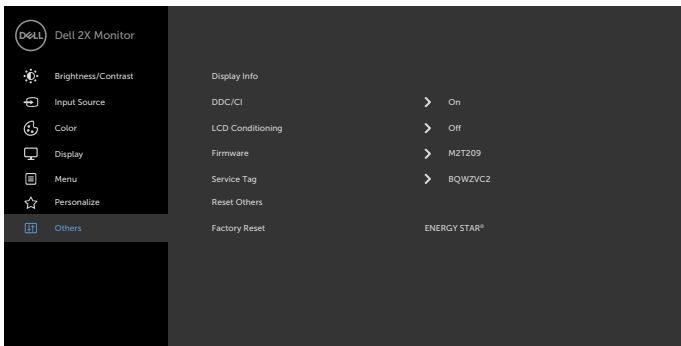 DELL Dell 2X Monitor
Brightness/Contrast Display Info
Input Source DDC/CI On
Color LCD Conditioning Off
Display Firmware M2T209
Menu Service Tag BQWZVC2
Personalize Reset Others
Others Factory Reset ENERGY STAR®